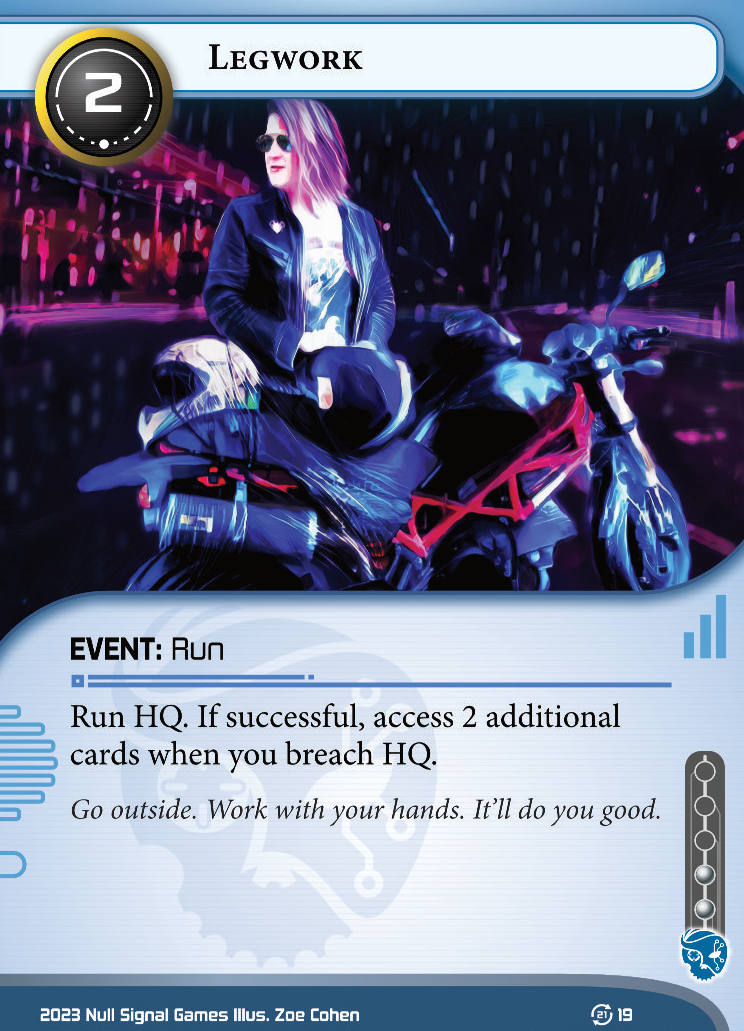 2
Legwork
EVENT: Run
Run HQ. If successful, access 2 additional
cards when you breach HQ.
Go outside. Work with your hands. It'll do you good.
2023 Null Signal Games Illus. Zoe Cohen
21 19